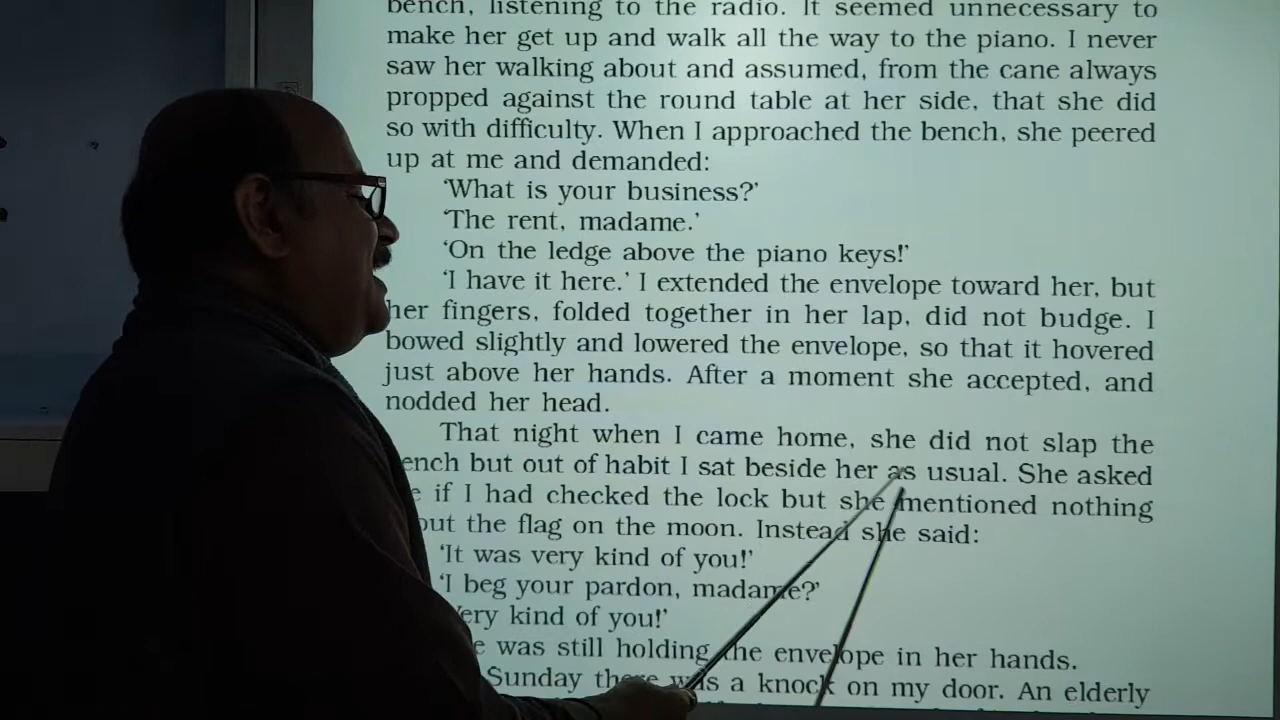 bench, listening to the radio. It seemed unnecessary to
make her get up and walk all the way to the piano. I never
saw her walking about and assumed, from the cane always
propped against the round table at her side, that she did
so with difficulty. When I approached the bench, she peered
up at me and demanded:
‘What is your business?’
‘The rent, madame.’
‘On the ledge above the piano keys!’
‘I have it here.’ I extended the envelope toward her, but
her fingers, folded together in her lap, did not budge. I
bowed slightly and lowered the envelope, so that it hovered
just above her hands. After a moment she accepted, and
nodded her head.
That night when I came home, she did not slap the
ench but out of habit I sat beside her as usual. She asked
e if I had checked the lock but she mentioned nothing
out the flag on the moon. Instead she said:
‘It was very kind of you!’
‘I beg your pardon, madame?’
Very kind of you!’
e was still holding the envelope in her hands.
Sunday there was a knock on my door. An elderly